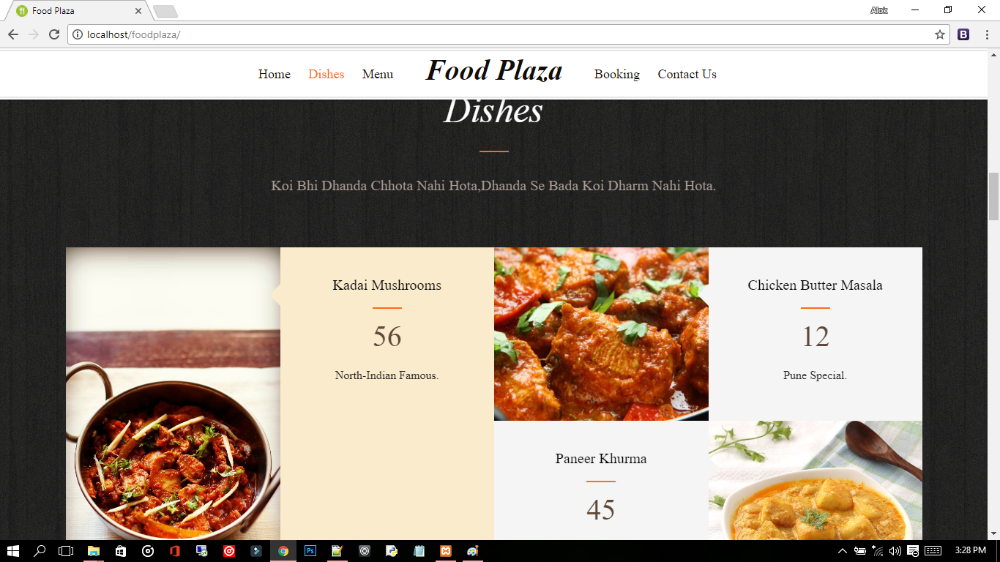 Food Plaza
Alok
localhost/foodplaza/
Home Dishes Menu Food Plaza Booking Contact Us
Dishes
Koi Bhi Dhanda Chhota Nahi Hota,Dhanda Se Bada Koi Dharm Nahi Hota.
Kadai Mushrooms
56
North-Indian Famous.
Chicken Butter Masala
12
Pune Special.
Paneer Khurma
45
3:28 PM